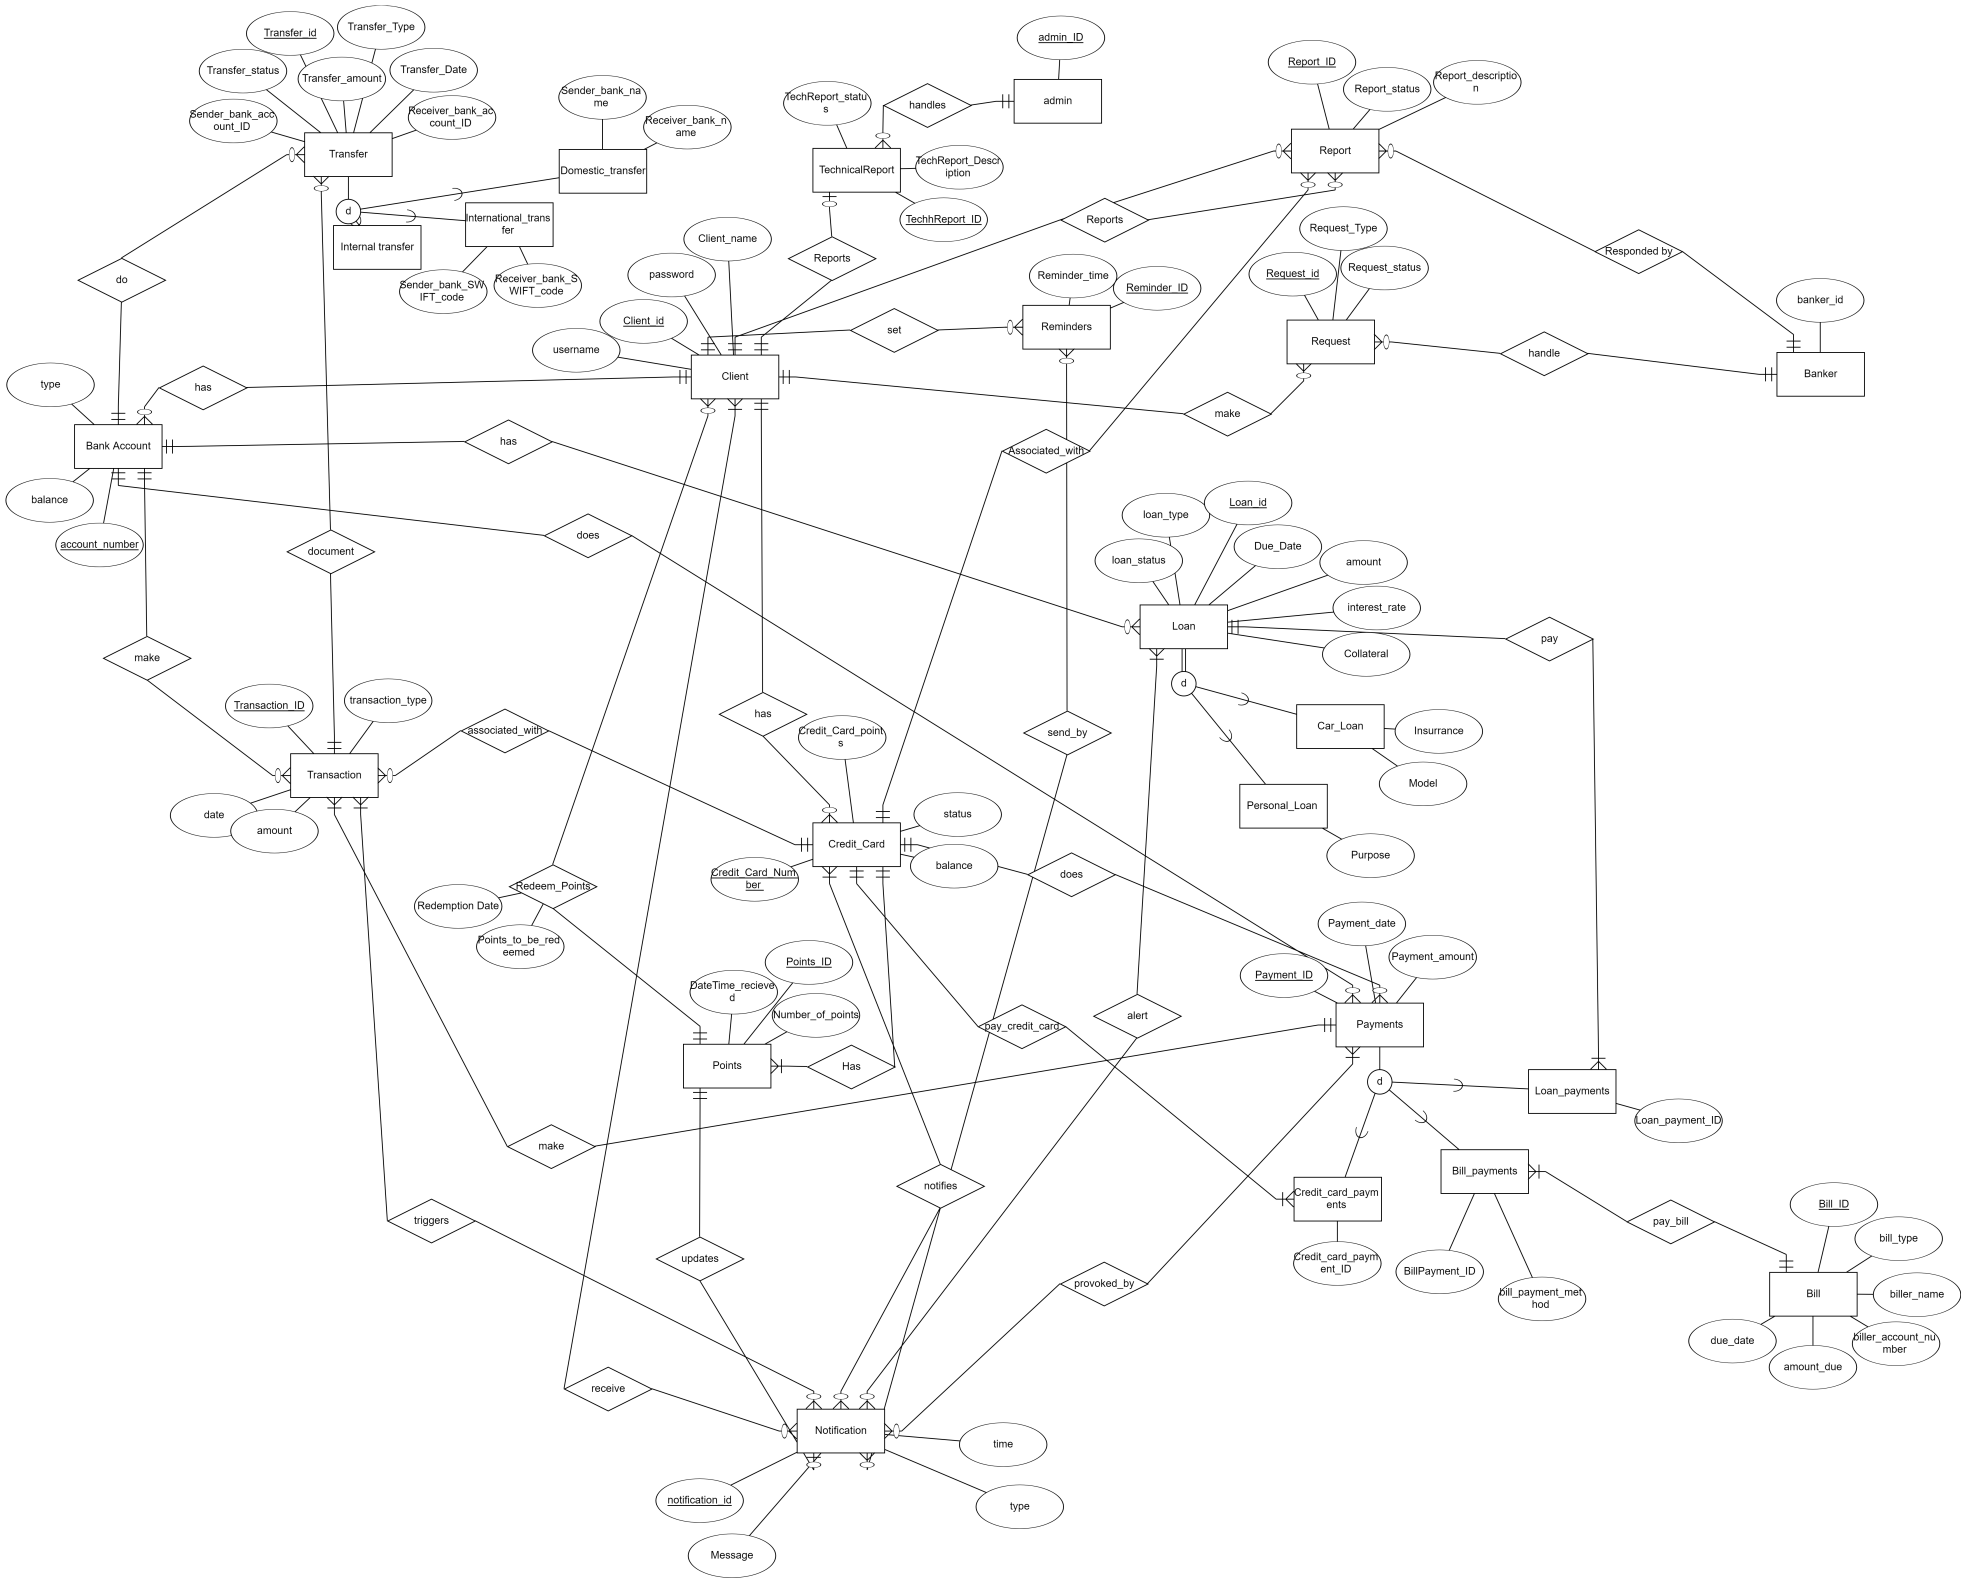 Transfer_id
Transfer_Type
Transfer_status
Transfer_amount
Transfer_Date
Sender_bank_acc
ount_ID
Receiver_bank_ac
count_ID
Transfer
Sender_bank_na
me
Receiver_bank_n
ame
Domestic_transfer
d
International_trans
fer
Internal transfer
Sender_bank_SW
IFT_code
Receiver_bank_S
WIFT_code
do
admin_ID
admin
handles
TechReport_statu
s
TechnicalReport
TechReport_Descr
iption
TechhReport_ID
Reports
Report_ID
Report_status
Report_descriptio
n
Report
Reports
Responded by
Request_Type
Request_id
Request_status
Request
handle
banker_id
Banker
Client_name
password
Client_id
username
Client
set
Reminder_time
Reminder_ID
Reminders
make
Associated_with
type
has
Bank Account
balance
account_number
has
does
document
make
loan_type
Loan_id
loan_status
Due_Date
amount
interest_rate
Collateral
Loan
pay
d
Car_Loan
Insurrance
Model
Personal_Loan
Purpose
Transaction_ID
transaction_type
Transaction
date
amount
associated_with
has
send_by
Credit_Card_point
s
status
Credit_Card
balance
Credit_Card_Num
ber
does
Redeem_Points
Redemption Date
Points_to_be_red
eemed
Points_ID
DateTime_recieve
d
Number_of_points
Points
Has
pay_credit_card
alert
Payment_date
Payment_ID
Payment_amount
Payments
d
Loan_payments
Loan_payment_ID
make
Bill_payments
Credit_card_paym
ents
Credit_card_paym
ent_ID
BillPayment_ID
bill_payment_met
hod
pay_bill
Bill_ID
bill_type
Bill
biller_name
due_date
amount_due
biller_account_nu
mber
notifies
triggers
updates
provoked_by
receive
Notification
time
type
notification_id
Message